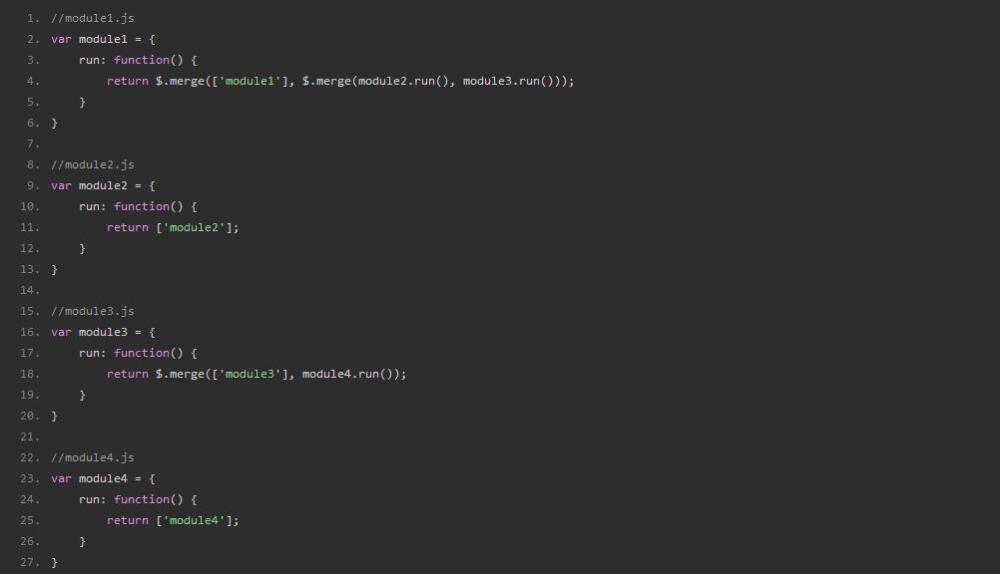 1. //module1.js
2. var module1 = {
3.     run: function() {
4.         return $.merge(['module1'], $.merge(module2.run(), module3.run()));
5.     }
6. }
7.
8. //module2.js
9. var module2 = {
10.     run: function() {
11.         return ['module2'];
12.     }
13. }
14.
15. //module3.js
16. var module3 = {
17.     run: function() {
18.         return $.merge(['module3'], module4.run());
19.     }
20. }
21.
22. //module4.js
23. var module4 = {
24.     run: function() {
25.         return ['module4'];
26.     }
27. }